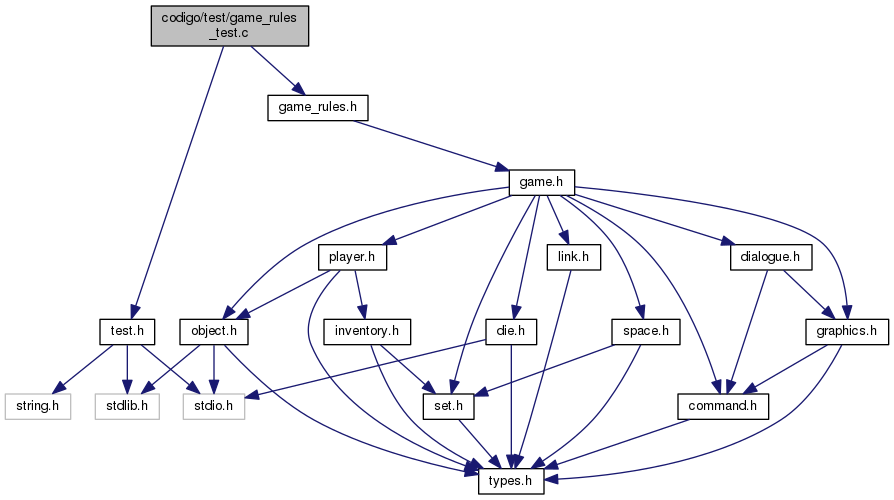 codigo/test/game_rules
_test.c
game_rules.h
game.h
player.h
link.h
dialogue.h
test.h
object.h
inventory.h
die.h
space.h
graphics.h
string.h
stdlib.h
stdio.h
set.h
command.h
types.h